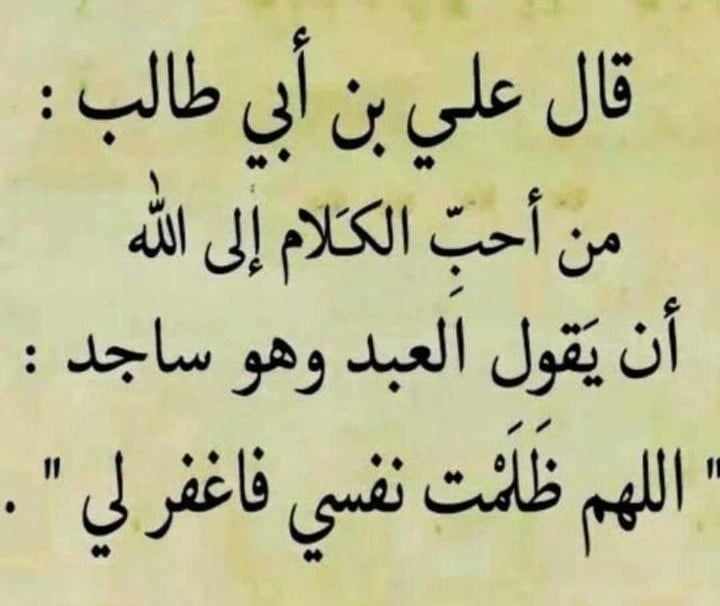 قال علي بن أبي طالب :
من أحبِّ الكَلام إلى الله
أن يَقول العبد وهو ساجد :
" اللهم ظَلَمْت نفسي فاغفر لي " .